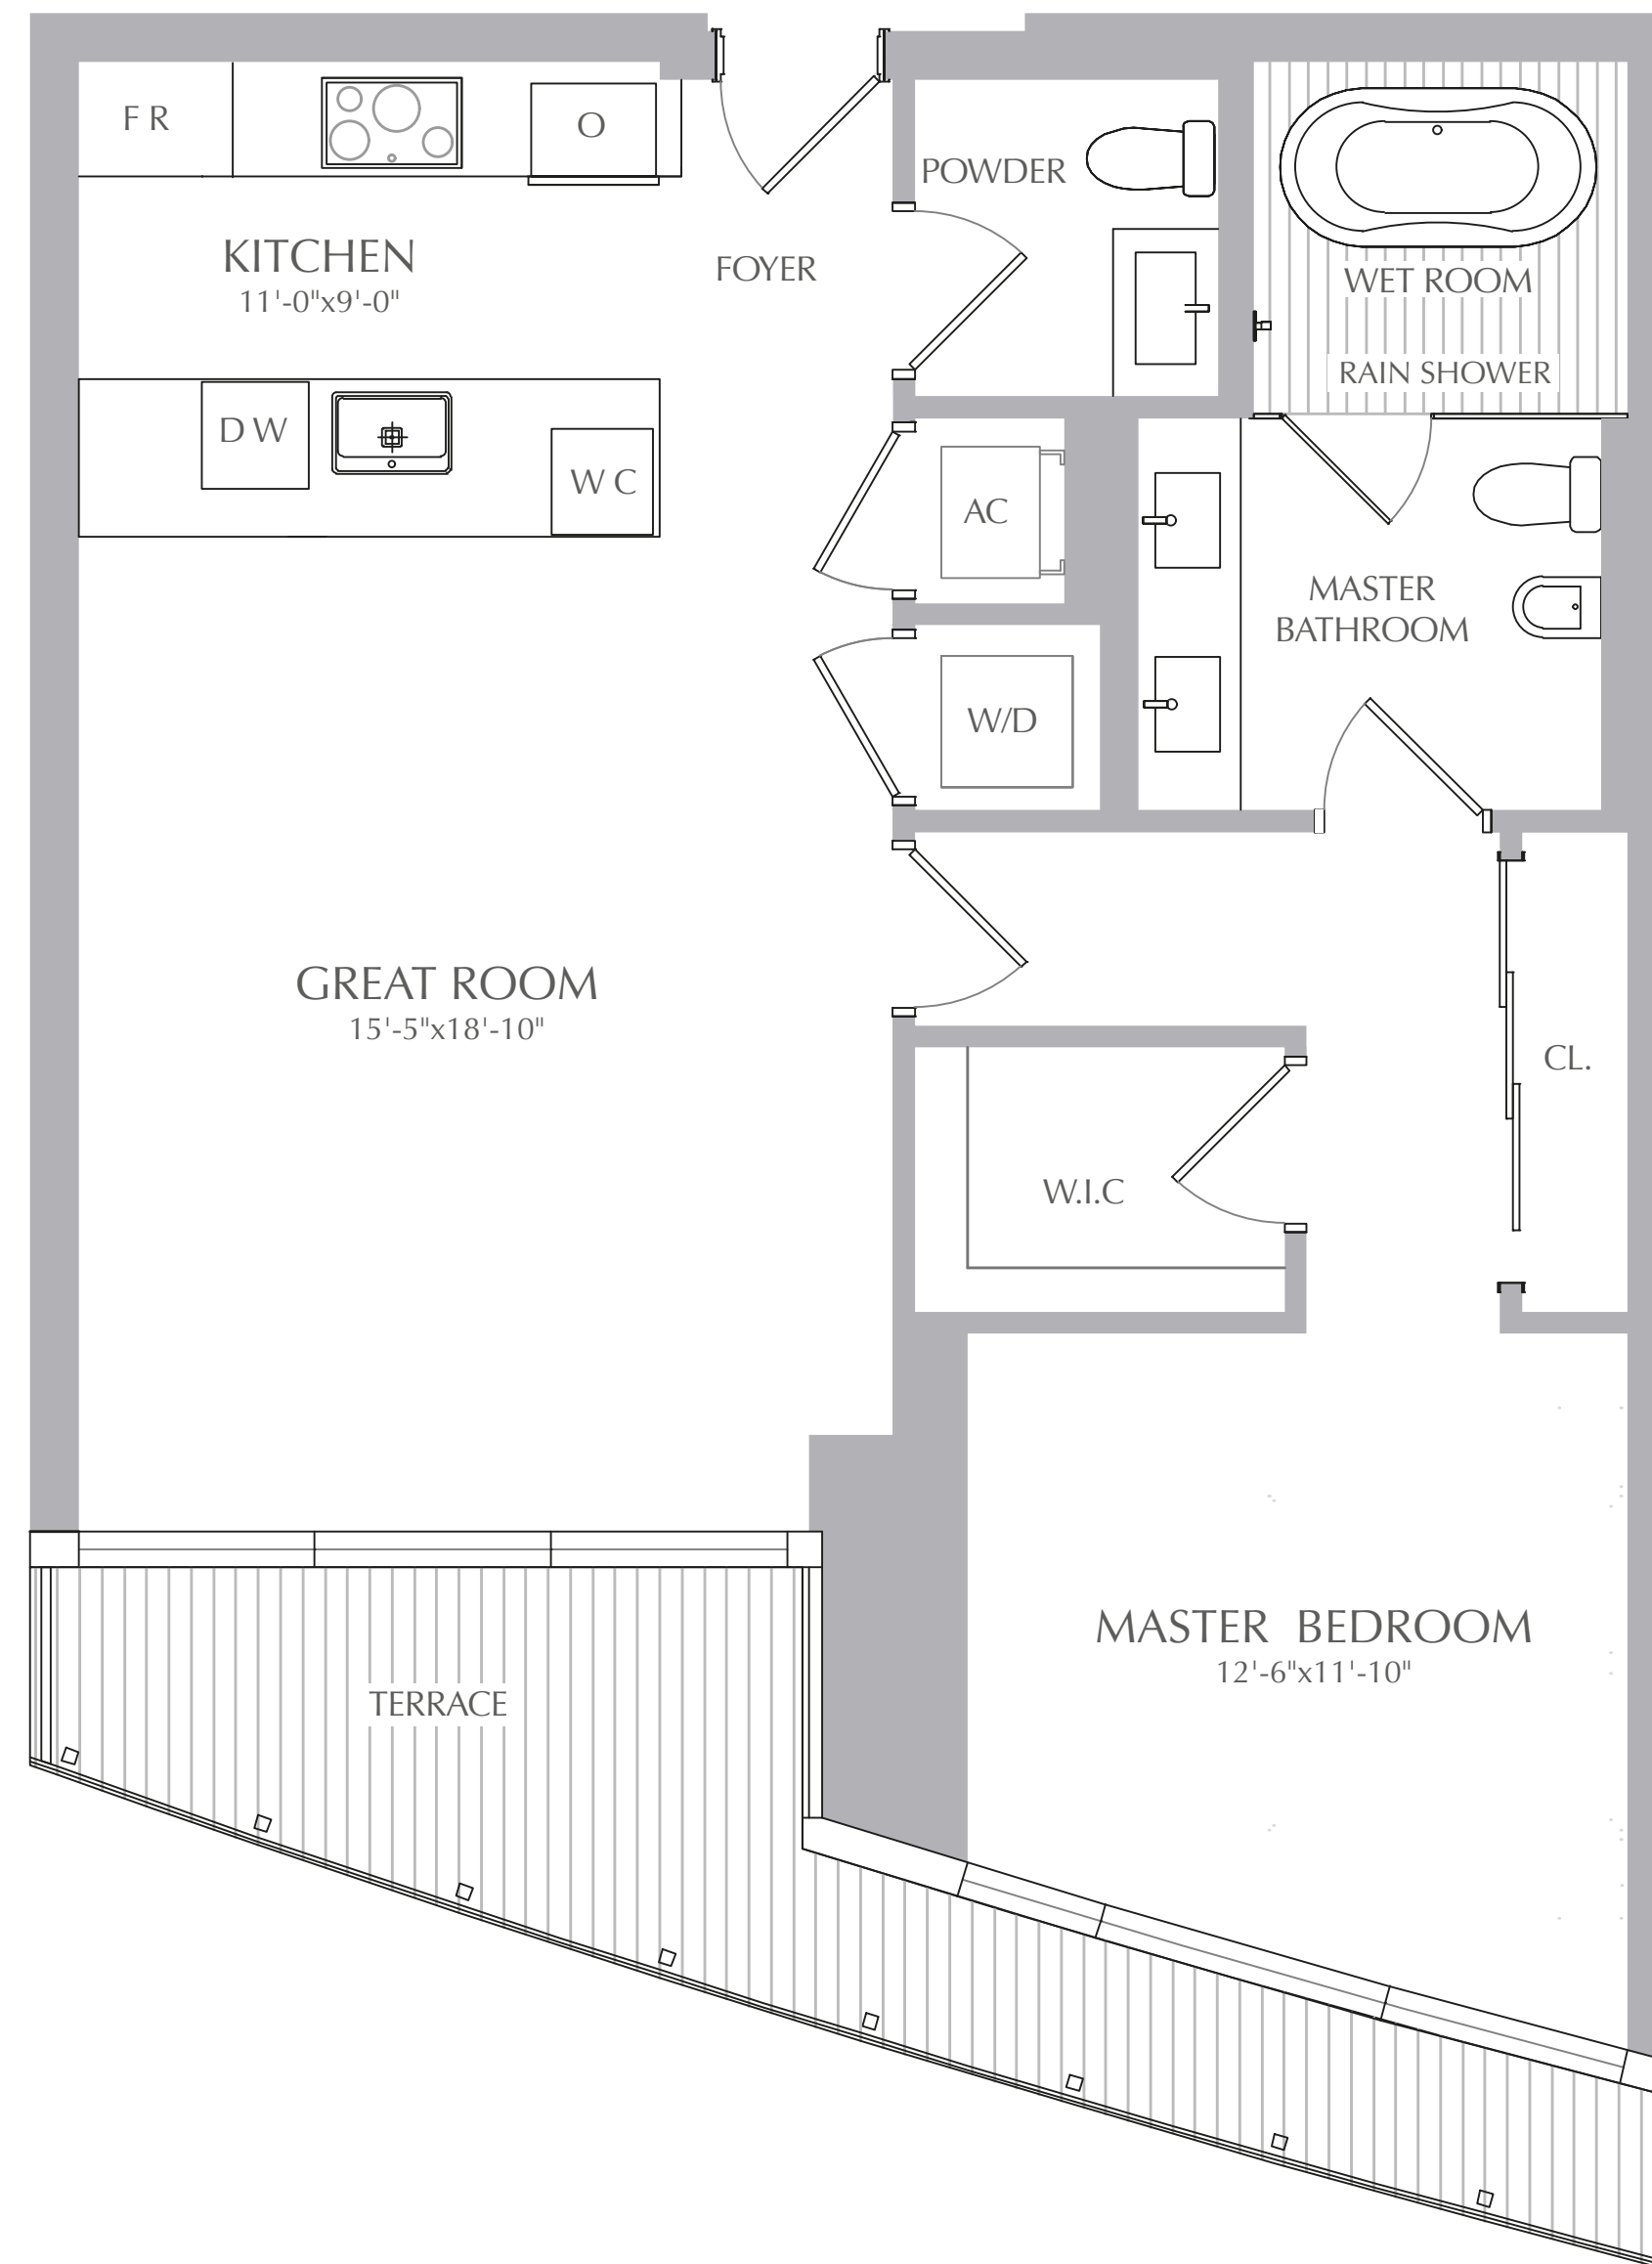 F R
O
POWDER
KITCHEN
11'-0"x9'-0"
FOYER
WET ROOM
RAIN SHOWER
D W
W C
AC
MASTER
BATHROOM
W/D
GREAT ROOM
15'-5"x18'-10"
CL.
W.I.C
MASTER BEDROOM
12'-6"x11'-10"
TERRACE